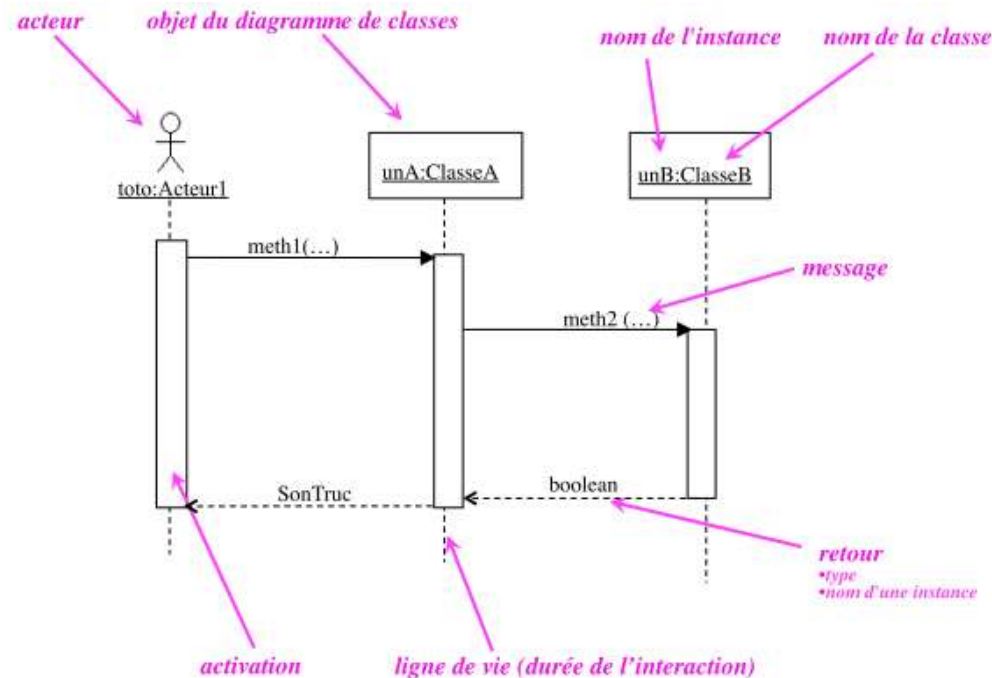 acteur
objet du diagramme de classes
nom de l'instance
nom de la classe
toto:Acteur1
unA:ClasseA
unB:ClasseB
meth1(…)
message
meth2 (…)
SonTruc
boolean
retour
•type
•nom d'une instance
activation
ligne de vie (durée de l'interaction)